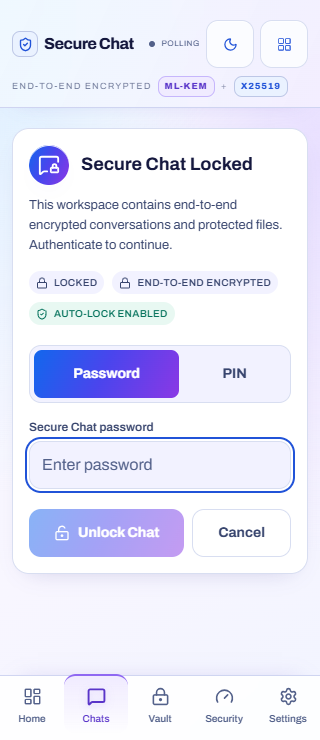 Secure Chat
POLLING
END-TO-END ENCRYPTED ML-KEM + X25519
Secure Chat Locked
This workspace contains end-to-end
encrypted conversations and protected files.
Authenticate to continue.
LOCKED
END-TO-END ENCRYPTED
AUTO-LOCK ENABLED
Password
PIN
Secure Chat password
Enter password
Unlock Chat
Cancel
Home
Chats
Vault
Security
Settings